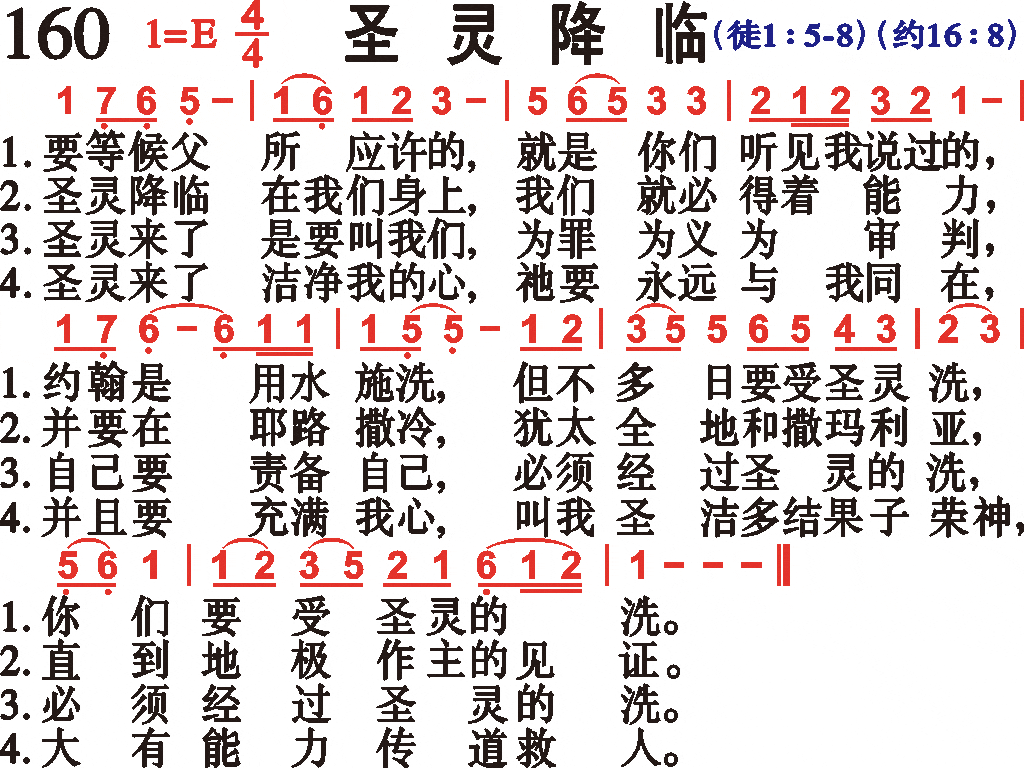 160 1=E 4/4 圣 灵 降 临 (徒1：5-8)(约16：8)
1 7 6 5 - | 1 6 1 2 3 - | 5 6 5 3 3 | 2 1 2 3 2 1 - |
1.要等候父 所 应许的, 就是 你们 听见我说过的,
2.圣灵降临 在我们身上, 我们 就必 得着 能 力,
3.圣灵来了 是要叫我们, 为罪 为义 为 审 判,
4.圣灵来了 洁净我的心, 祂要 永远 与 我同 在,
1 7 6 - 6 1 1 | 1 5 5 - 1 2 | 3 5 5 6 5 4 3 | 2 3
1.约翰是 用水 施洗, 但不 多 日要受圣灵 洗,
2.并要在 耶路 撒冷, 犹太 全 地和撒玛利 亚,
3.自己要 责备 自己, 必须 经 过圣 灵的 洗,
4.并且要 充满 我心, 叫我 圣 洁多结果子 荣神,
5 6 1 | 1 2 3 5 2 1 6 1 2 | 1 - - - ‖
1.你 们 要 受 圣灵的 洗。
2.直 到 地 极 作主的见 证。
3.必 须 经 过 圣 灵的 洗。
4.大 有 能 力 传 道救 人。